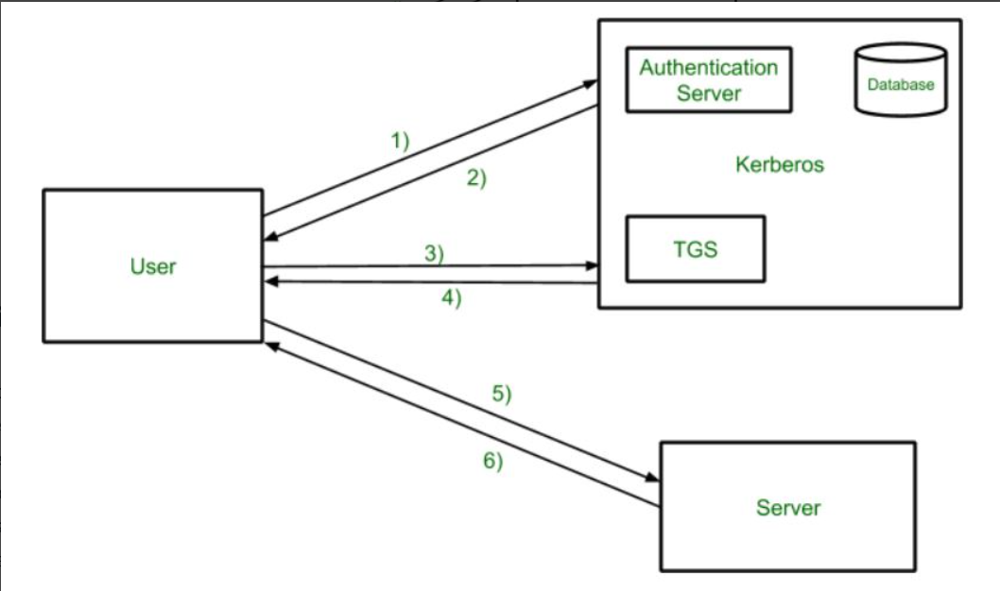 Authentication
Server
Database
1)
Kerberos
2)
User
3)
TGS
4)
5)
6)
Server